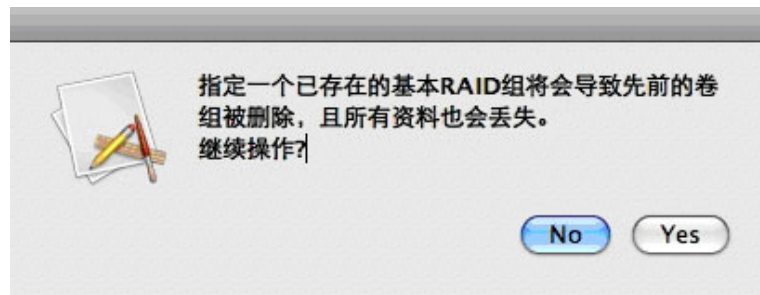 指定一个已存在的基本RAID组将会导致先前的卷
组被删除，且所有资料也会丢失。
继续操作?
No Yes